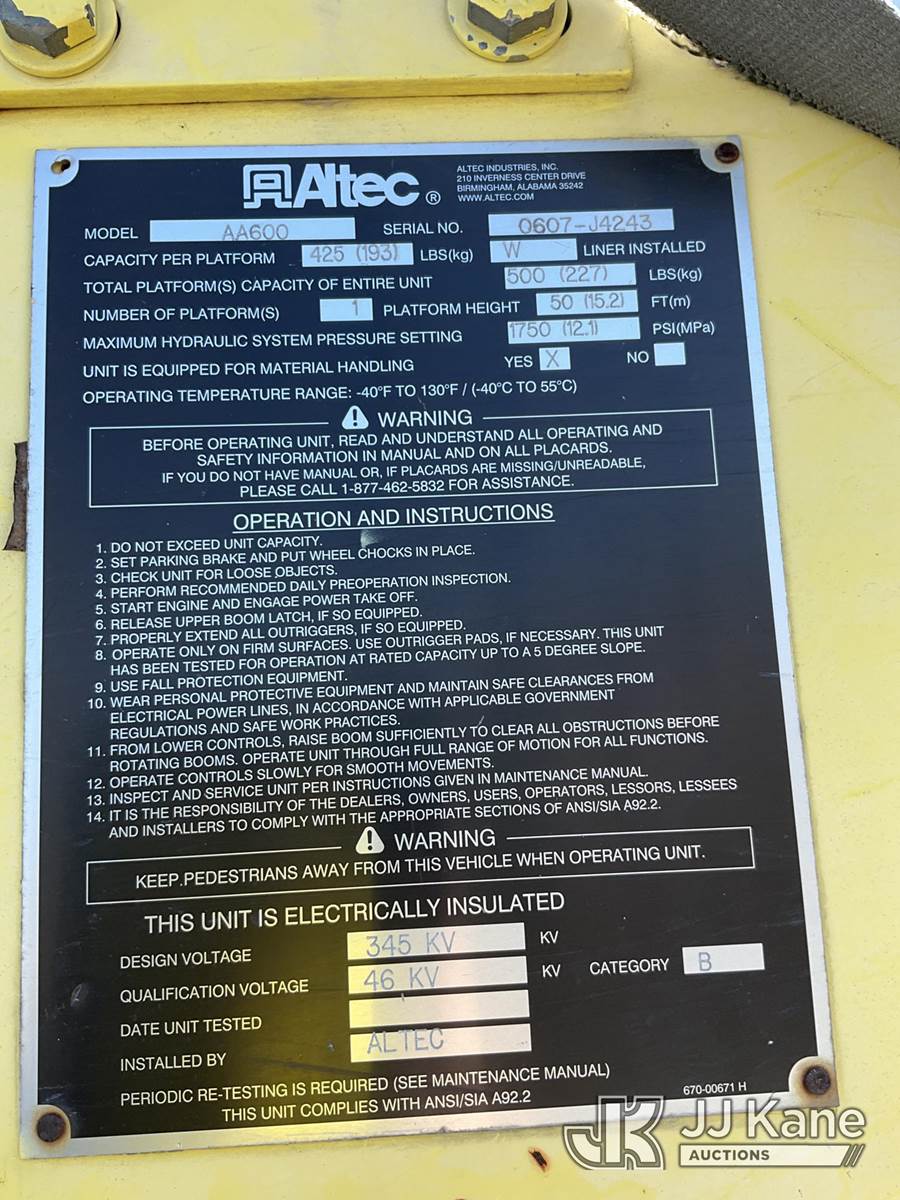 Altec ®
ALTEC INDUSTRIES, INC.
210 INVERNESS CENTER DRIVE
BIRMINGHAM, ALABAMA 35242
WWW.ALTEC.COM
MODEL AA600 SERIAL NO. 0607-J4243
CAPACITY PER PLATFORM 425 (193) LBS(kg) W LINER INSTALLED
TOTAL PLATFORM(S) CAPACITY OF ENTIRE UNIT 500 (227) LBS(kg)
NUMBER OF PLATFORM(S) 1 PLATFORM HEIGHT 50 (15.2) FT(m)
MAXIMUM HYDRAULIC SYSTEM PRESSURE SETTING 1750 (12.1) PSI(MPa)
UNIT IS EQUIPPED FOR MATERIAL HANDLING YES X NO
OPERATING TEMPERATURE RANGE: -40°F TO 130°F / (-40°C TO 55°C)
WARNING
BEFORE OPERATING UNIT, READ AND UNDERSTAND ALL OPERATING AND
SAFETY INFORMATION IN MANUAL AND ON ALL PLACARDS.
IF YOU DO NOT HAVE MANUAL OR, IF PLACARDS ARE MISSING/UNREADABLE,
PLEASE CALL 1-877-462-5832 FOR ASSISTANCE.
OPERATION AND INSTRUCTIONS
1. DO NOT EXCEED UNIT CAPACITY.
2. SET PARKING BRAKE AND PUT WHEEL CHOCKS IN PLACE.
3. CHECK UNIT FOR LOOSE OBJECTS.
4. PERFORM RECOMMENDED DAILY PREOPERATION INSPECTION.
5. START ENGINE AND ENGAGE POWER TAKE OFF.
6. RELEASE UPPER BOOM LATCH, IF SO EQUIPPED.
7. PROPERLY EXTEND ALL OUTRIGGERS, IF SO EQUIPPED.
8. OPERATE ONLY ON FIRM SURFACES. USE OUTRIGGER PADS, IF NECESSARY. THIS UNIT
HAS BEEN TESTED FOR OPERATION AT RATED CAPACITY UP TO A 5 DEGREE SLOPE.
9. USE FALL PROTECTION EQUIPMENT.
10. WEAR PERSONAL PROTECTIVE EQUIPMENT AND MAINTAIN SAFE CLEARANCES FROM
ELECTRICAL POWER LINES, IN ACCORDANCE WITH APPLICABLE GOVERNMENT
REGULATIONS AND SAFE WORK PRACTICES.
11. FROM LOWER CONTROLS, RAISE BOOM SUFFICIENTLY TO CLEAR ALL OBSTRUCTIONS BEFORE
ROTATING BOOMS. OPERATE UNIT THROUGH FULL RANGE OF MOTION FOR ALL FUNCTIONS.
12. OPERATE CONTROLS SLOWLY FOR SMOOTH MOVEMENTS.
13. INSPECT AND SERVICE UNIT PER INSTRUCTIONS GIVEN IN MAINTENANCE MANUAL.
14. IT IS THE RESPONSIBILITY OF THE DEALERS, OWNERS, USERS, OPERATORS, LESSORS, LESSEES
AND INSTALLERS TO COMPLY WITH THE APPROPRIATE SECTIONS OF ANSI/SIA A92.2.
WARNING
KEEP PEDESTRIANS AWAY FROM THIS VEHICLE WHEN OPERATING UNIT.
THIS UNIT IS ELECTRICALLY INSULATED
DESIGN VOLTAGE 345 KV KV
QUALIFICATION VOLTAGE 46 KV KV CATEGORY B
DATE UNIT TESTED
INSTALLED BY ALTEC
PERIODIC RE-TESTING IS REQUIRED (SEE MAINTENANCE MANUAL)
THIS UNIT COMPLIES WITH ANSI/SIA A92.2
670-00671 H
JK JJ Kane
AUCTIONS